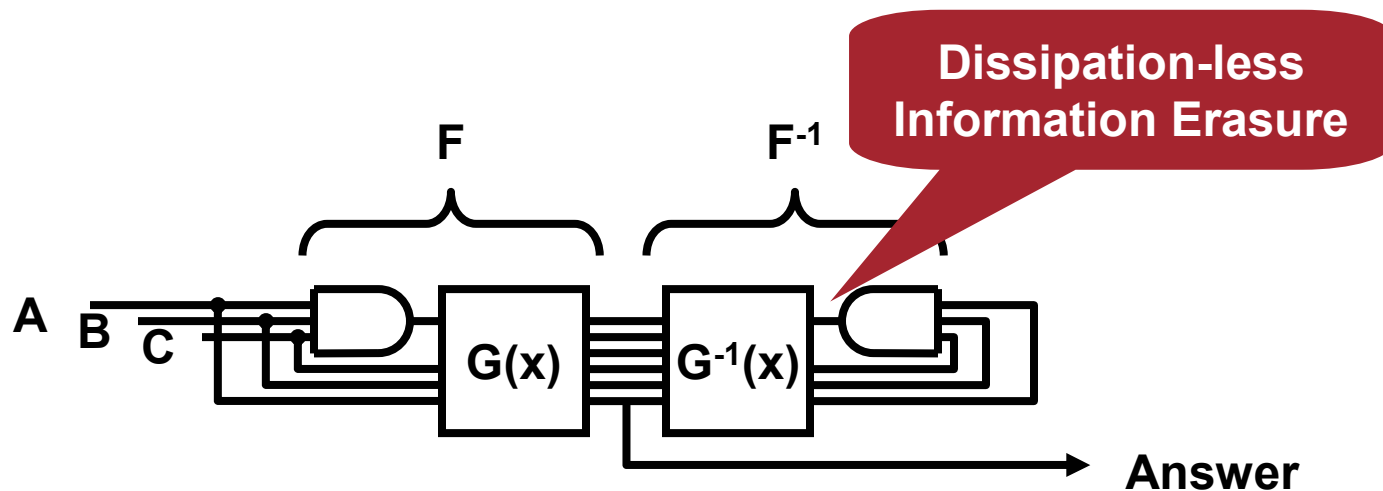 Dissipation-less
Information Erasure
F
F-1
A
B
C
G(x)
G-1(x)
Answer